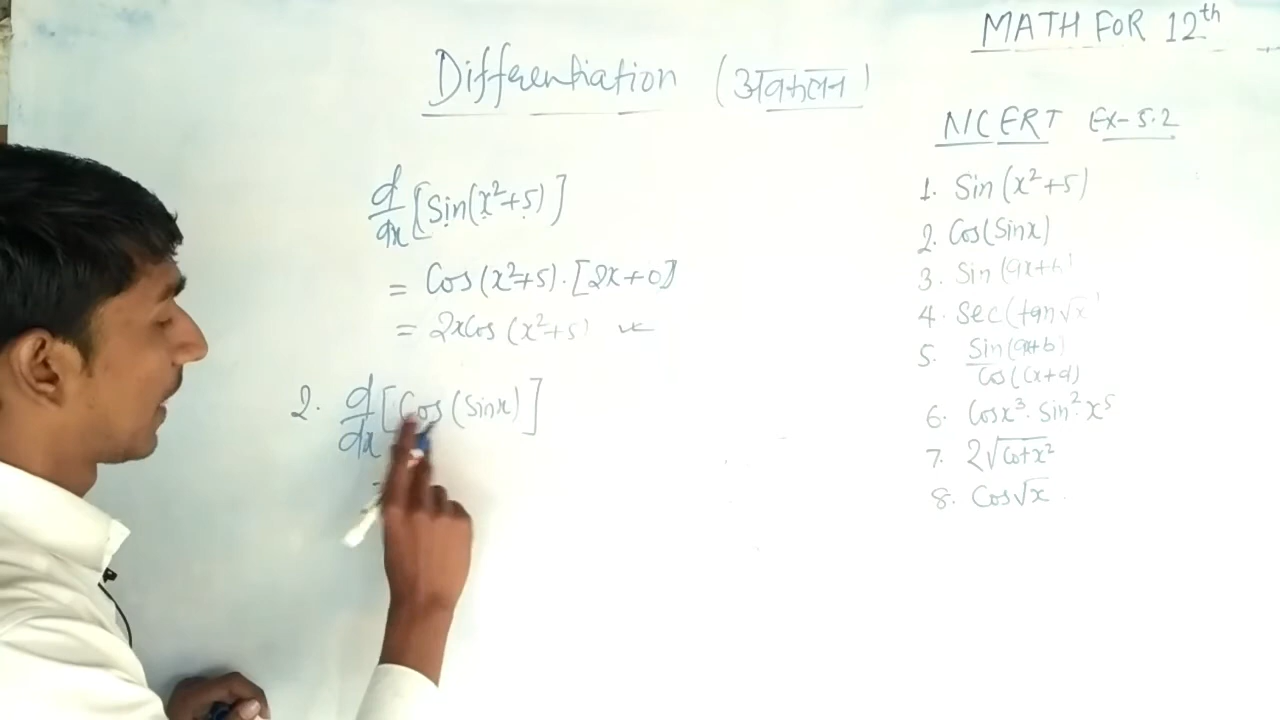 MATH FOR 12th
Differentiation (अवकलन)
NCERT EX-5.2
d/dx [Sin(x²+5)]
= Cos(x²+5).[2x+0]
= 2xCos(x²+5)
2. d/dx [Cos(Sinx)]
=
1. Sin(x²+5)
2. Cos(Sinx)
3. Sin(ax+b)
4. Sec(tan√x)
5. Sin(ax+b)
Cos(cx+d)
6. Cosx³. Sin²x⁵
7. 2√cotx²
8. Cos√x